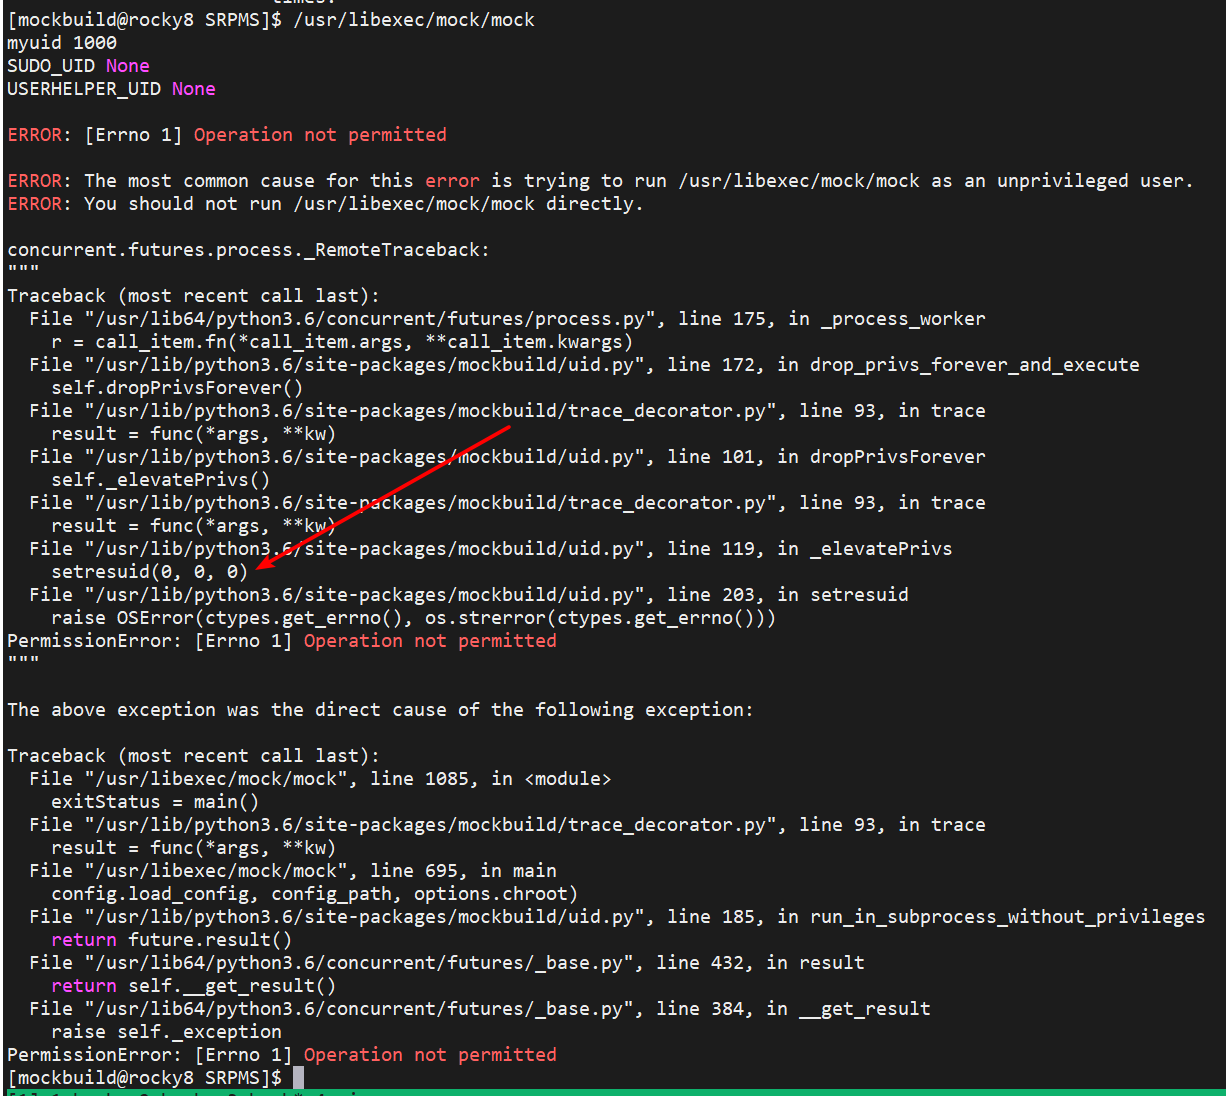 times.
[mockbuild@rocky8 SRPMS]$ /usr/libexec/mock/mock
myuid 1000
SUDO_UID None
USERHELPER_UID None
ERROR: [Errno 1] Operation not permitted
ERROR: The most common cause for this error is trying to run /usr/libexec/mock/mock as an unprivileged user.
ERROR: You should not run /usr/libexec/mock/mock directly.
concurrent.futures.process._RemoteTraceback:
"""
Traceback (most recent call last):
  File "/usr/lib64/python3.6/concurrent/futures/process.py", line 175, in _process_worker
    r = call_item.fn(*call_item.args, **call_item.kwargs)
  File "/usr/lib/python3.6/site-packages/mockbuild/uid.py", line 172, in drop_privs_forever_and_execute
    self.dropPrivsForever()
  File "/usr/lib/python3.6/site-packages/mockbuild/trace_decorator.py", line 93, in trace
    result = func(*args, **kw)
  File "/usr/lib/python3.6/site-packages/mockbuild/uid.py", line 101, in dropPrivsForever
    self._elevatePrivs()
  File "/usr/lib/python3.6/site-packages/mockbuild/trace_decorator.py", line 93, in trace
    result = func(*args, **kw)
  File "/usr/lib/python3.6/site-packages/mockbuild/uid.py", line 119, in _elevatePrivs
    setresuid(0, 0, 0)
  File "/usr/lib/python3.6/site-packages/mockbuild/uid.py", line 203, in setresuid
    raise OSError(ctypes.get_errno(), os.strerror(ctypes.get_errno()))
PermissionError: [Errno 1] Operation not permitted
"""
The above exception was the direct cause of the following exception:
Traceback (most recent call last):
  File "/usr/libexec/mock/mock", line 1085, in <module>
    exitStatus = main()
  File "/usr/lib/python3.6/site-packages/mockbuild/trace_decorator.py", line 93, in trace
    result = func(*args, **kw)
  File "/usr/libexec/mock/mock", line 695, in main
    config.load_config, config_path, options.chroot)
  File "/usr/lib/python3.6/site-packages/mockbuild/uid.py", line 185, in run_in_subprocess_without_privileges
    return future.result()
  File "/usr/lib64/python3.6/concurrent/futures/_base.py", line 432, in result
    return self.__get_result()
  File "/usr/lib64/python3.6/concurrent/futures/_base.py", line 384, in __get_result
    raise self._exception
PermissionError: [Errno 1] Operation not permitted
[mockbuild@rocky8 SRPMS]$